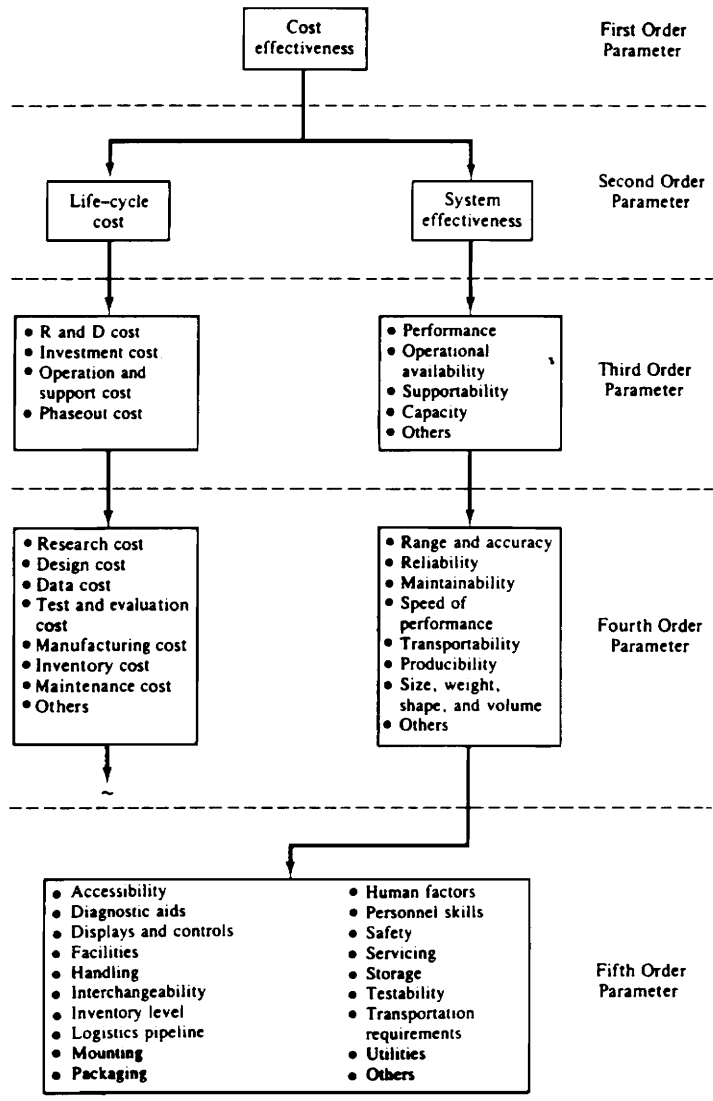 Cost
effectiveness
First Order
Parameter
Life-cycle
cost
System
effectiveness
Second Order
Parameter
• R and D cost
• Investment cost
• Operation and
support cost
• Phaseout cost
• Performance
• Operational
availability
• Supportability
• Capacity
• Others
Third Order
Parameter
• Research cost
• Design cost
• Data cost
• Test and evaluation
cost
• Manufacturing cost
• Inventory cost
• Maintenance cost
• Others
~
• Range and accuracy
• Reliability
• Maintainability
• Speed of
performance
• Transportability
• Producibility
• Size, weight,
shape, and volume
• Others
Fourth Order
Parameter
• Accessibility
• Diagnostic aids
• Displays and controls
• Facilities
• Handling
• Interchangeability
• Inventory level
• Logistics pipeline
• Mounting
• Packaging
• Human factors
• Personnel skills
• Safety
• Servicing
• Storage
• Testability
• Transportation
requirements
• Utilities
• Others
Fifth Order
Parameter